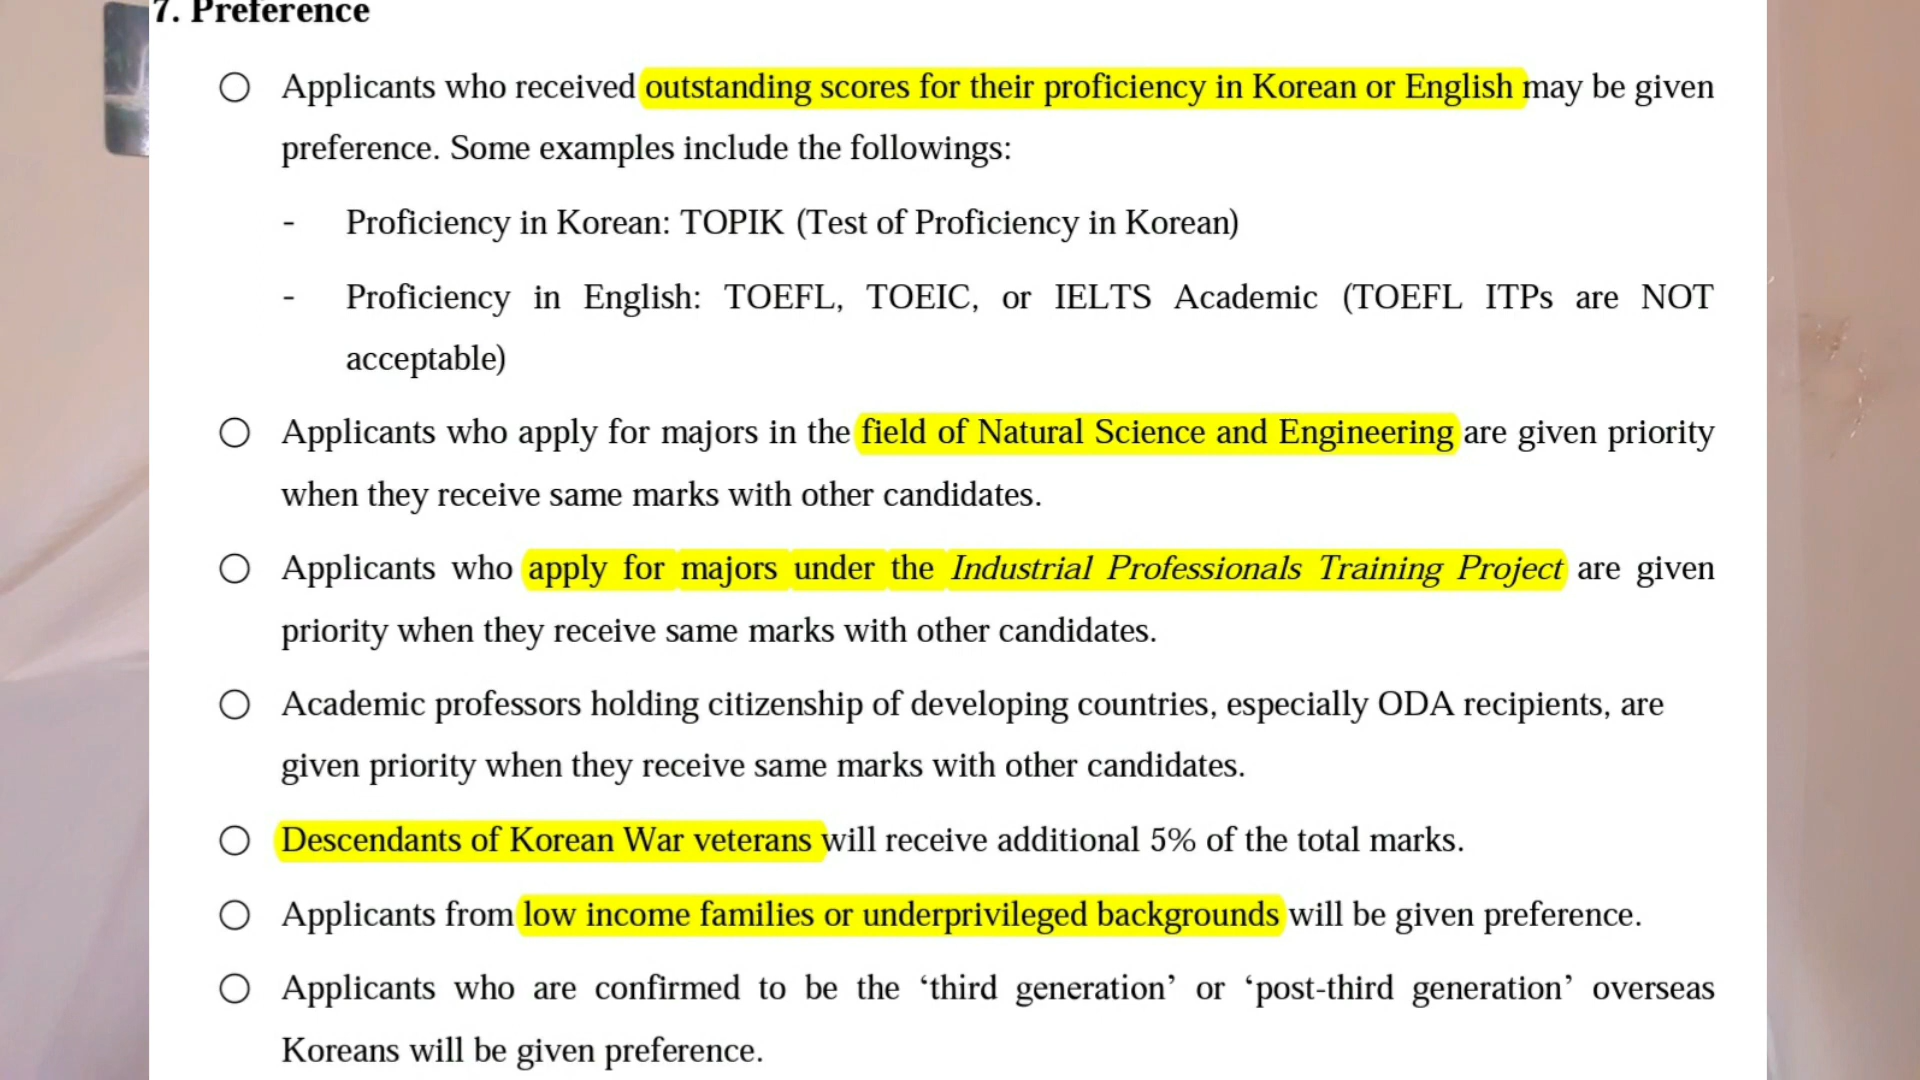 7. Preference
○ Applicants who received outstanding scores for their proficiency in Korean or English may be given
preference. Some examples include the followings:
- Proficiency in Korean: TOPIK (Test of Proficiency in Korean)
- Proficiency in English: TOEFL, TOEIC, or IELTS Academic (TOEFL ITPs are NOT
acceptable)
○ Applicants who apply for majors in the field of Natural Science and Engineering are given priority
when they receive same marks with other candidates.
○ Applicants who apply for majors under the Industrial Professionals Training Project are given
priority when they receive same marks with other candidates.
○ Academic professors holding citizenship of developing countries, especially ODA recipients, are
given priority when they receive same marks with other candidates.
○ Descendants of Korean War veterans will receive additional 5% of the total marks.
○ Applicants from low income families or underprivileged backgrounds will be given preference.
○ Applicants who are confirmed to be the ‘third generation’ or ‘post-third generation’ overseas
Koreans will be given preference.